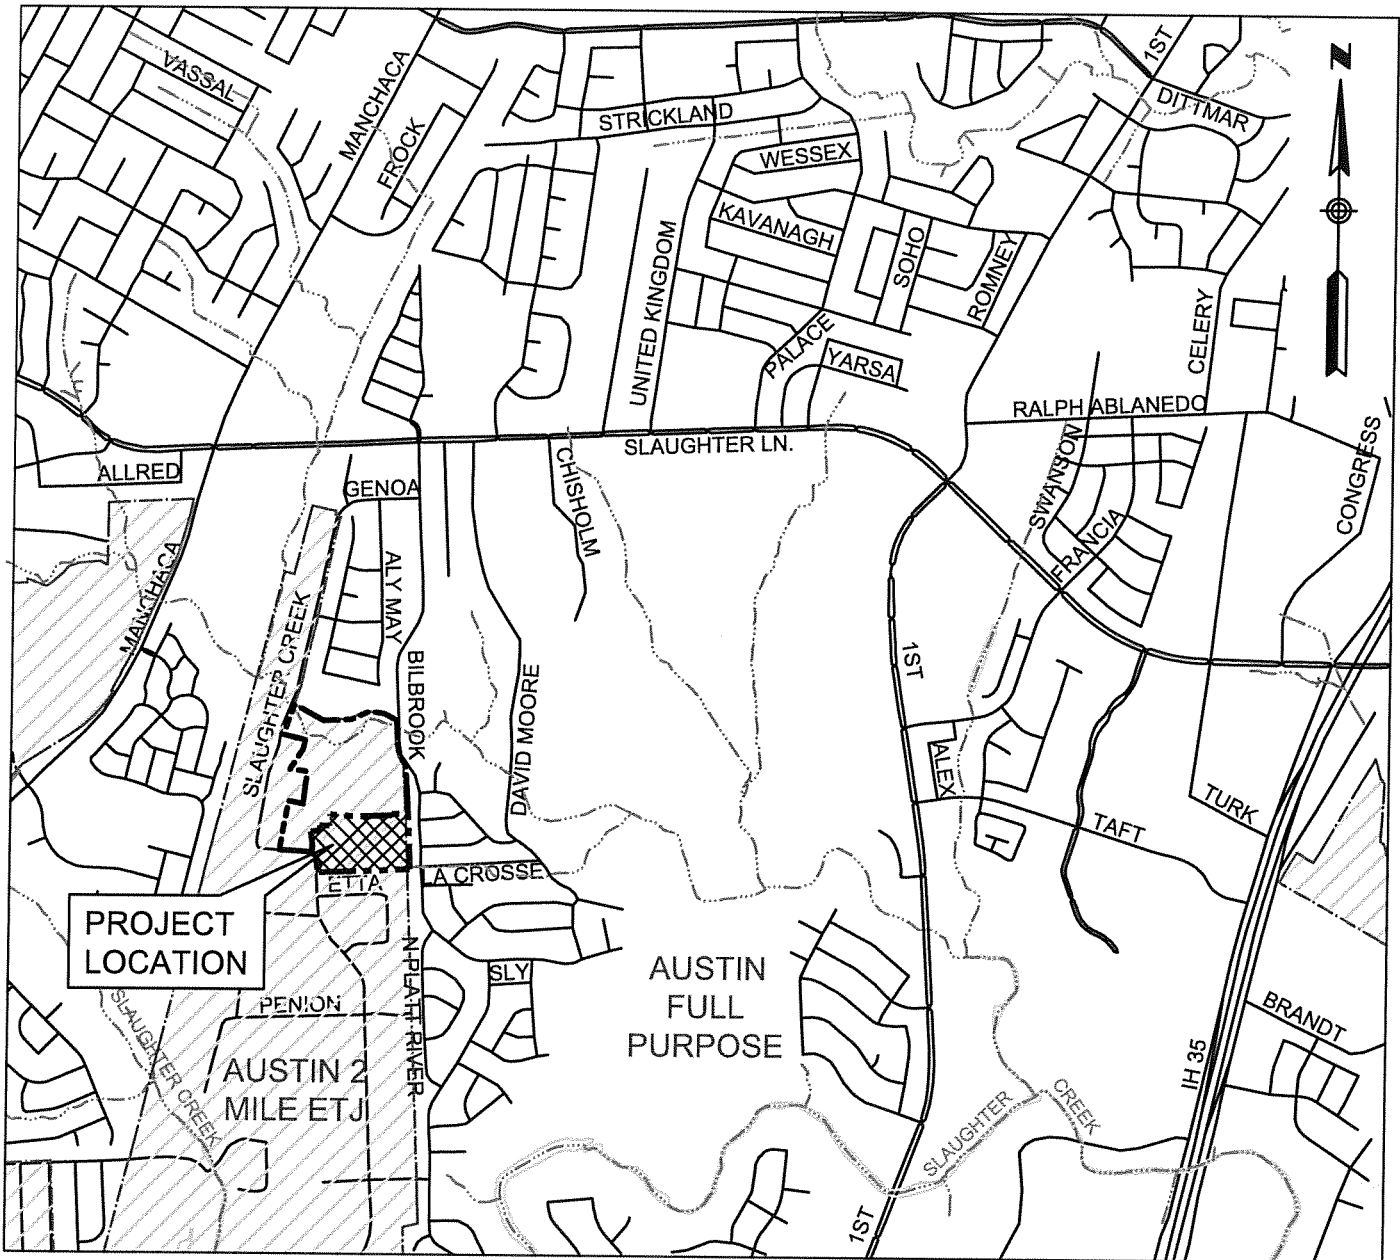 VASSAL
MANCHACA
FROCK
STRICKLAND
1ST
DITTMAR
N
WESSEX
KAVANAGH
SOHO
ROMNEY
UNITED KINGDOM
PALACE
YARSA
CELERY
RALPH ABLANEDO
CONGRESS
SLAUGHTER LN.
ALLRED
GENOA
CHISHOLM
SWANSON
FRANCIA
MANCHACA
SLAUGHTER CREEK
ALY MAY
BILBROOK
DAVID MOORE
1ST
ALEX
TURK
TAFT
ETTA
LA CROSSE
PROJECT
LOCATION
N PLATT RIVER
SLY
AUSTIN
FULL
PURPOSE
PENION
SLAUGHTER CREEK
AUSTIN 2
MILE ETJ
BRANDT
IH 35
SLAUGHTER
CREEK
1ST